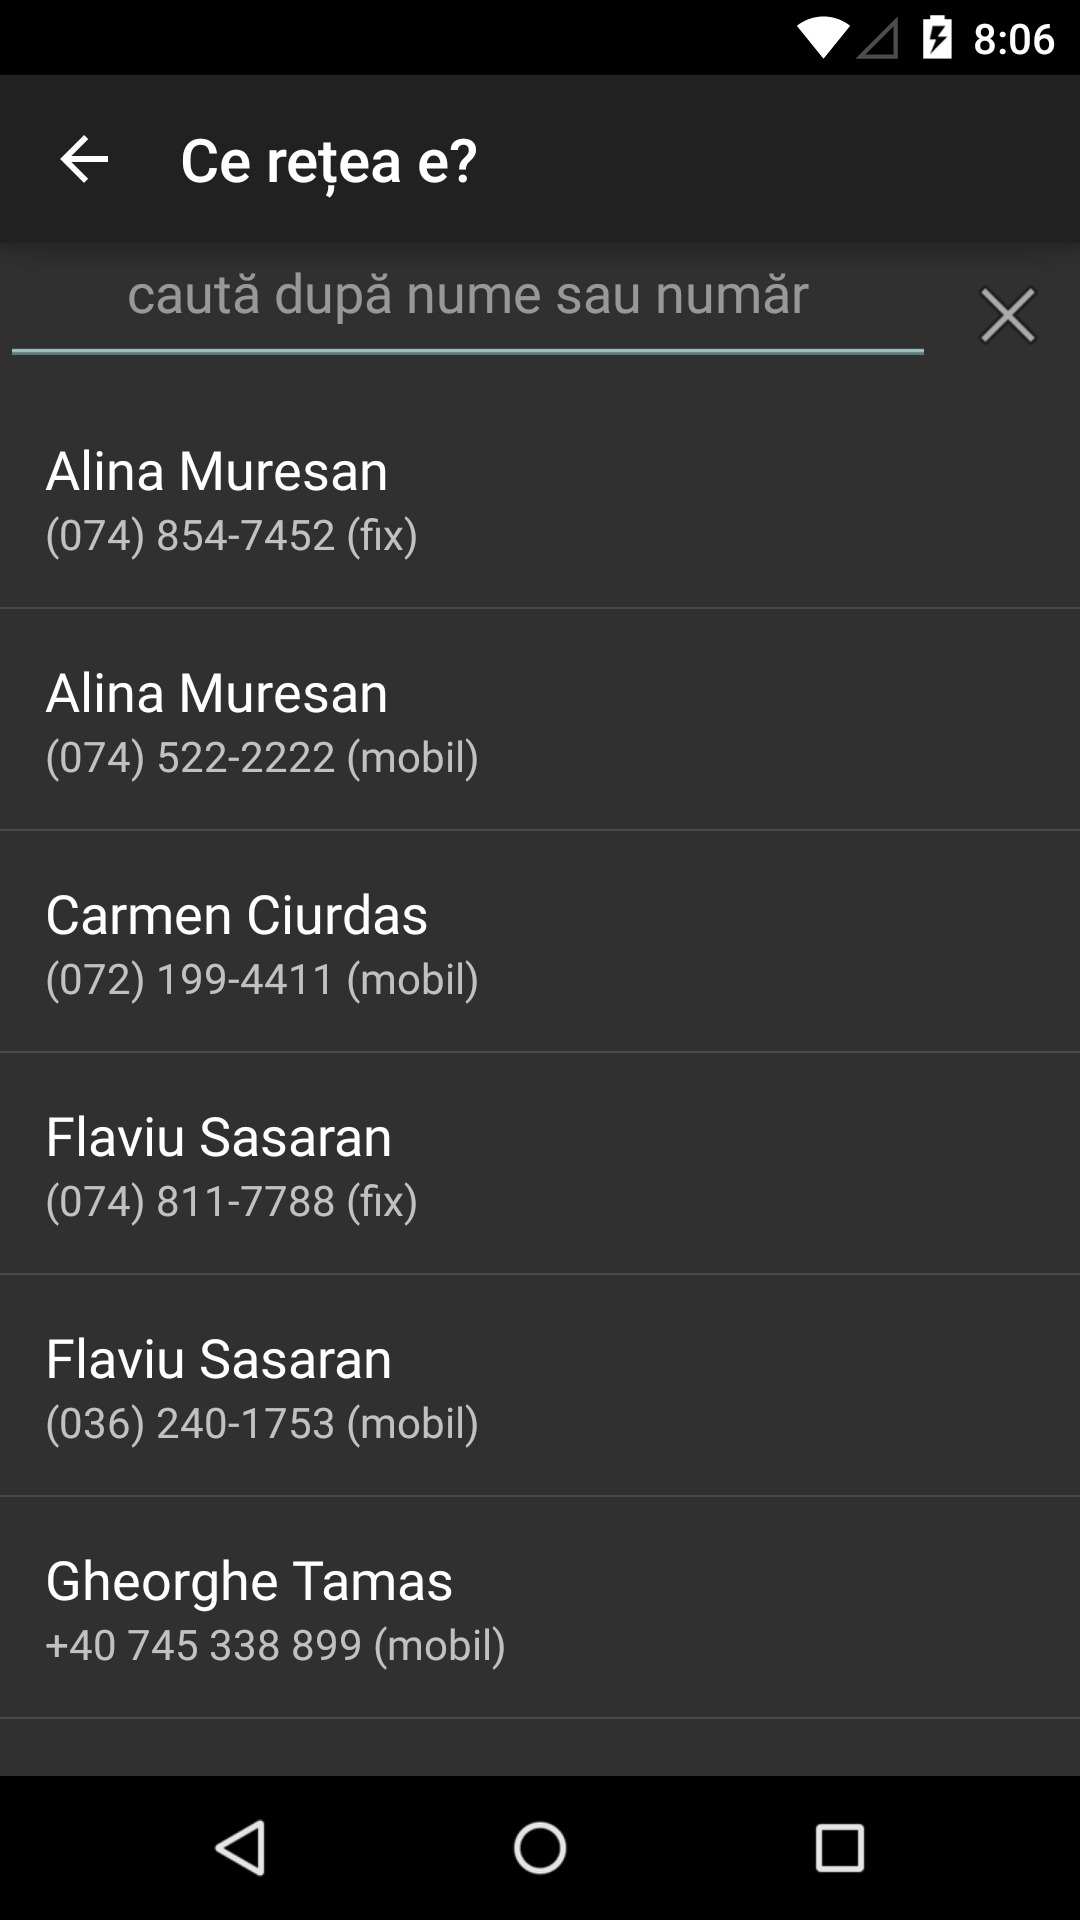 8:06
Ce rețea e?
caută după nume sau număr
Alina Muresan
(074) 854-7452 (fix)
Alina Muresan
(074) 522-2222 (mobil)
Carmen Ciurdas
(072) 199-4411 (mobil)
Flaviu Sasaran
(074) 811-7788 (fix)
Flaviu Sasaran
(036) 240-1753 (mobil)
Gheorghe Tamas
+40 745 338 899 (mobil)